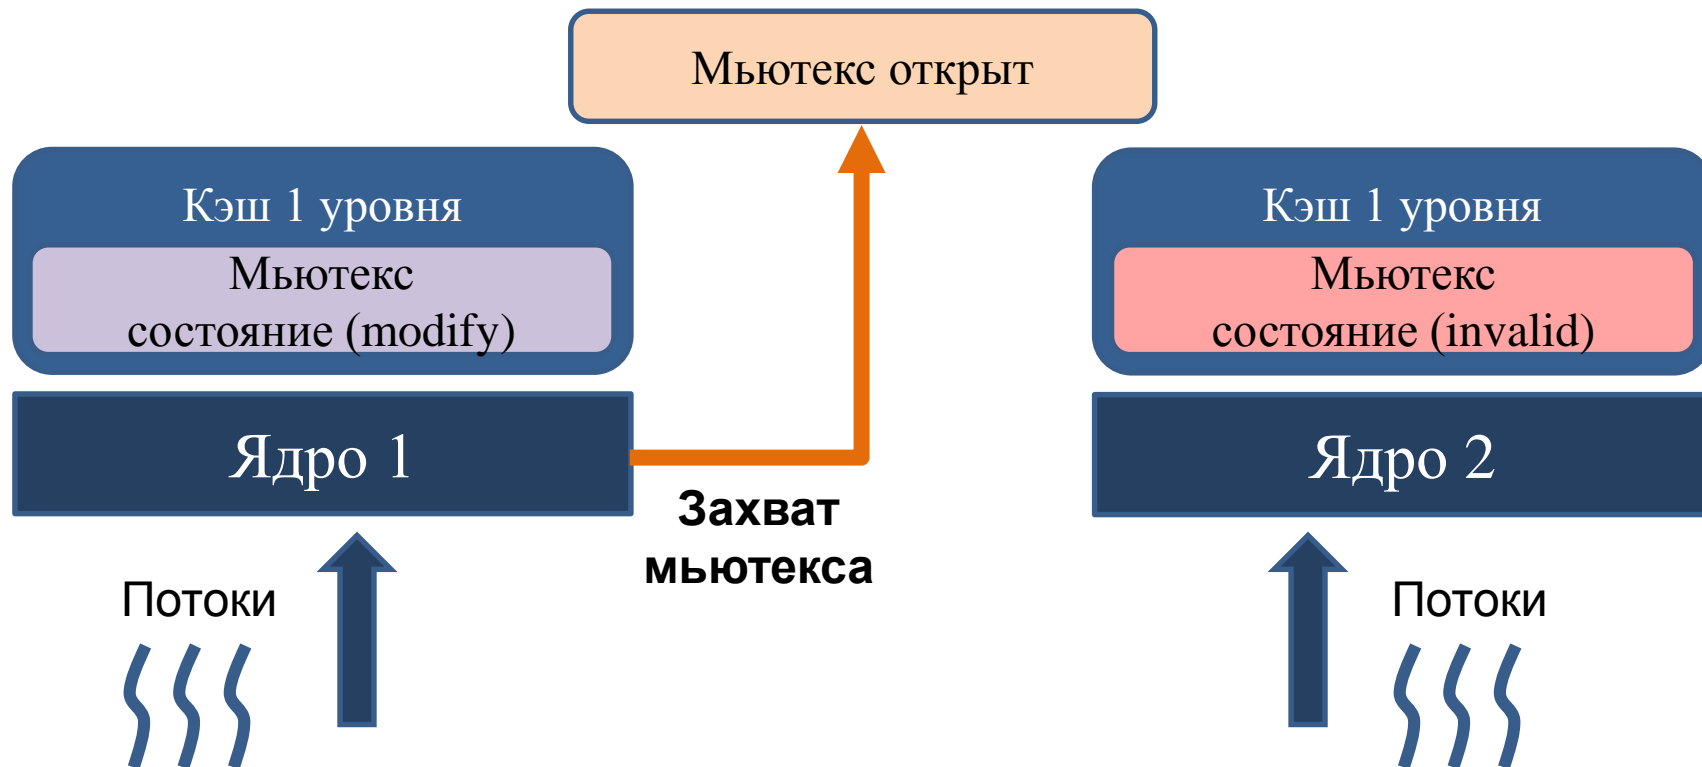 Мьютекс открыт
Кэш 1 уровня
Мьютекс
состояние (modify)
Кэш 1 уровня
Мьютекс
состояние (invalid)
Ядро 1
Ядро 2
Захват
мьютекса
Потоки
Потоки